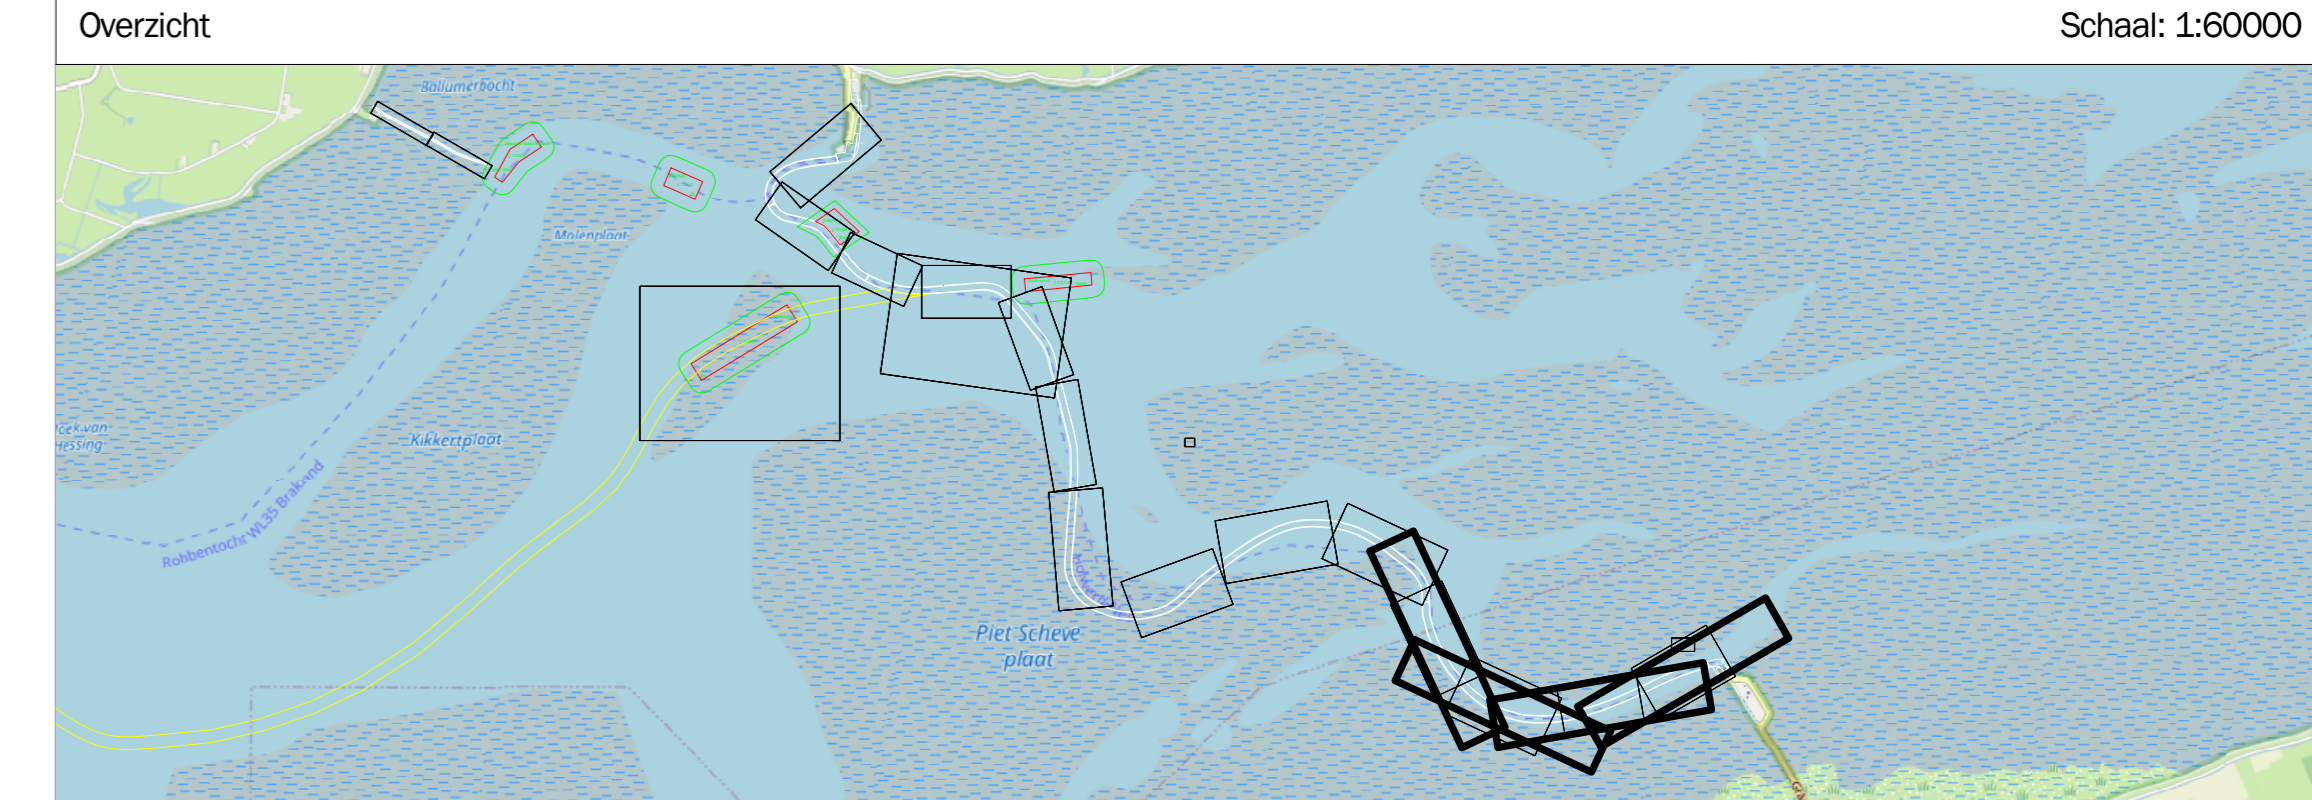 Overzicht
Schaal: 1:60000
Ballumerbocht
Molenplaat
Kikkertplaat
Robbentocht WL35 Brakzand
Piet Scheve
plaat